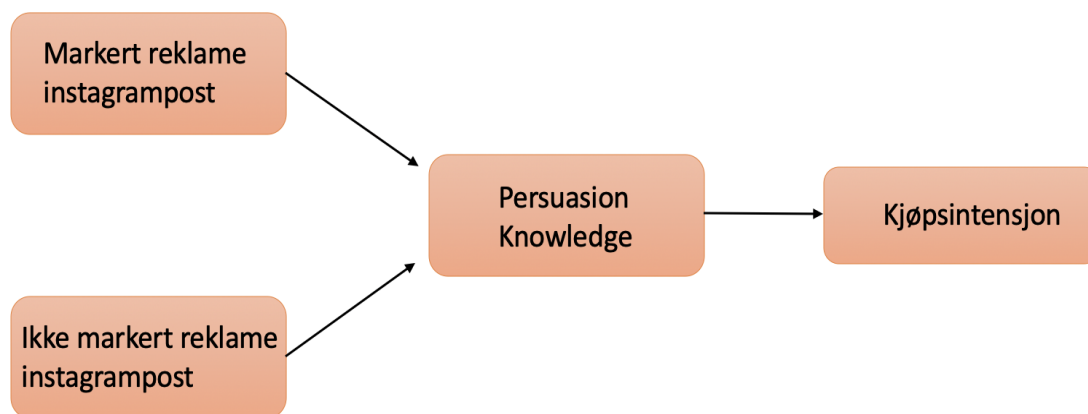 Markert reklame
instagrampost
Persuasion
Knowledge
Kjøpsintensjon
Ikke markert reklame
instagrampost